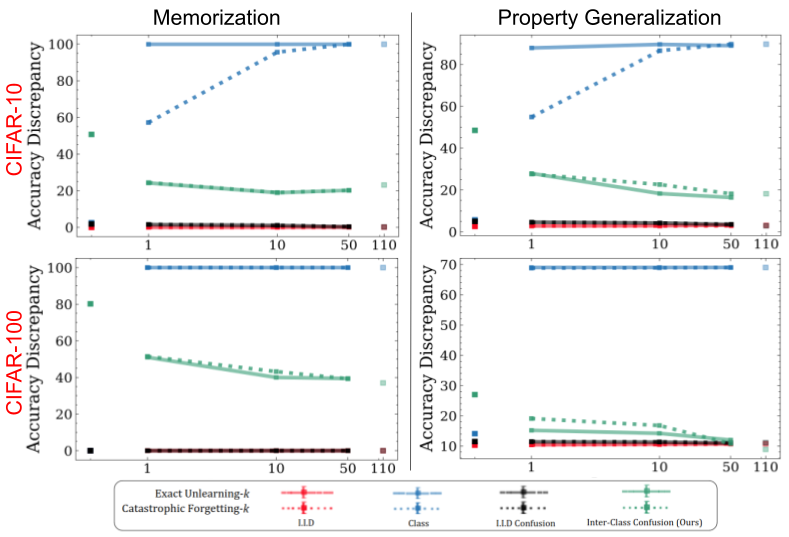 Memorization
Property Generalization
CIFAR-10
Accuracy Discrepancy
100
80
60
40
20
0
1
10
50
110
Accuracy Discrepancy
80
60
40
20
0
1
10
50
110
CIFAR-100
Accuracy Discrepancy
100
80
60
40
20
0
1
10
50
110
Accuracy Discrepancy
70
60
50
40
30
20
10
1
10
50
110
Exact Unlearning-k
Catastrophic Forgetting-k
I.I.D
Class
I.I.D Confusion
Inter-Class Confusion (Ours)